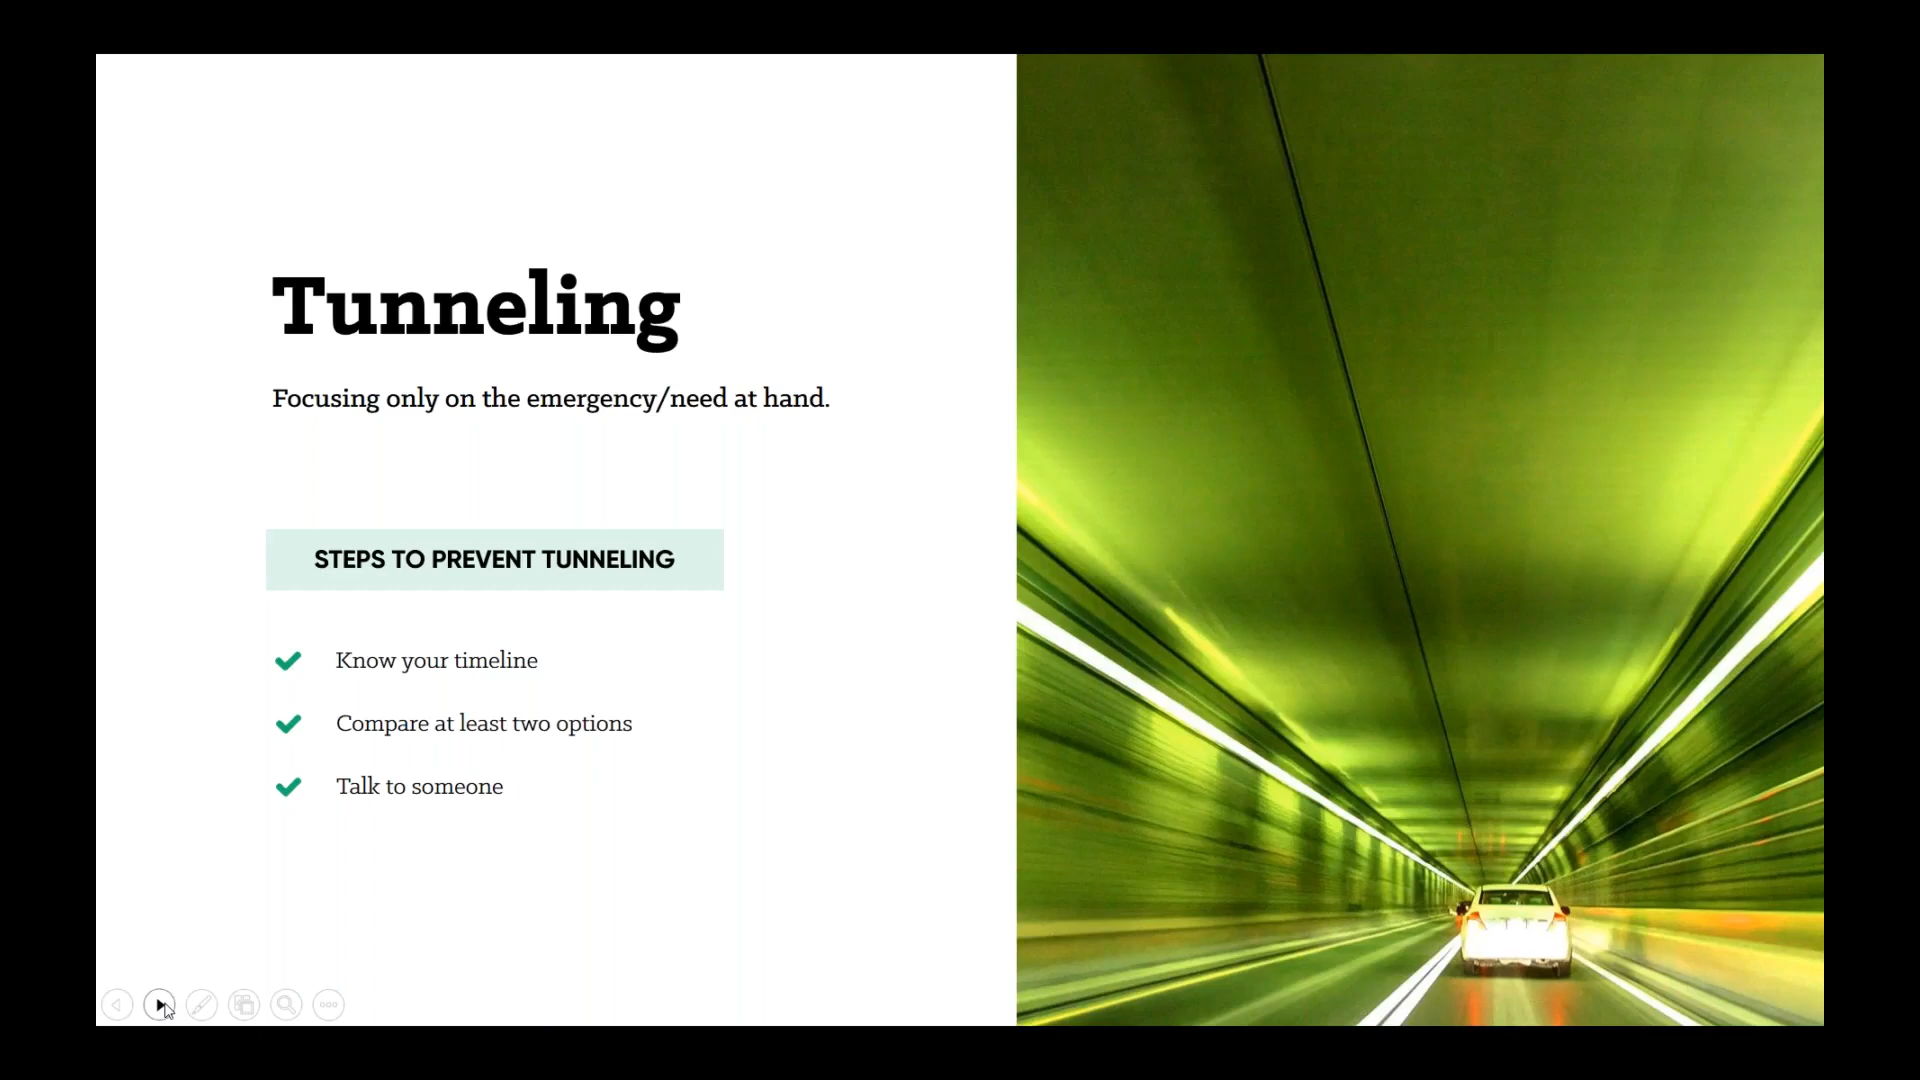 Tunneling
Focusing only on the emergency/need at hand.
STEPS TO PREVENT TUNNELING
Know your timeline
Compare at least two options
Talk to someone